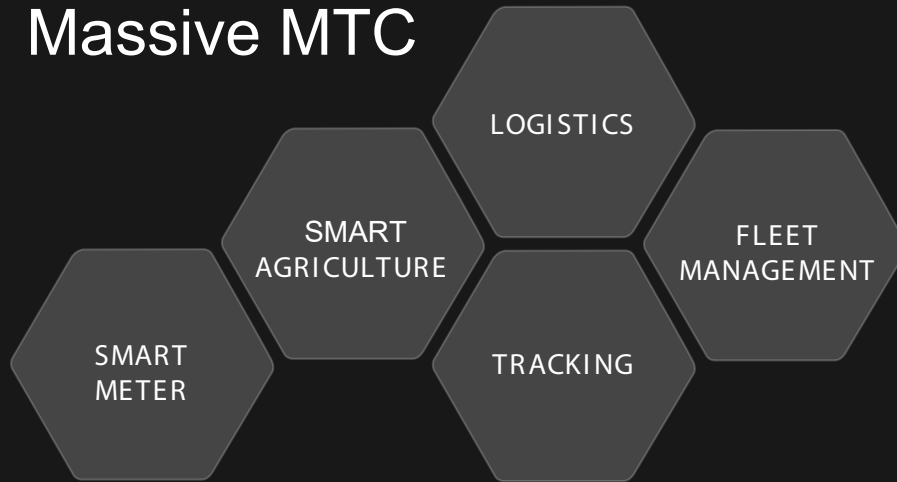 Massive MTC
LOGISTICS
SMART
AGRICULTURE
FLEET
MANAGEMENT
SMART
METER
TRACKING